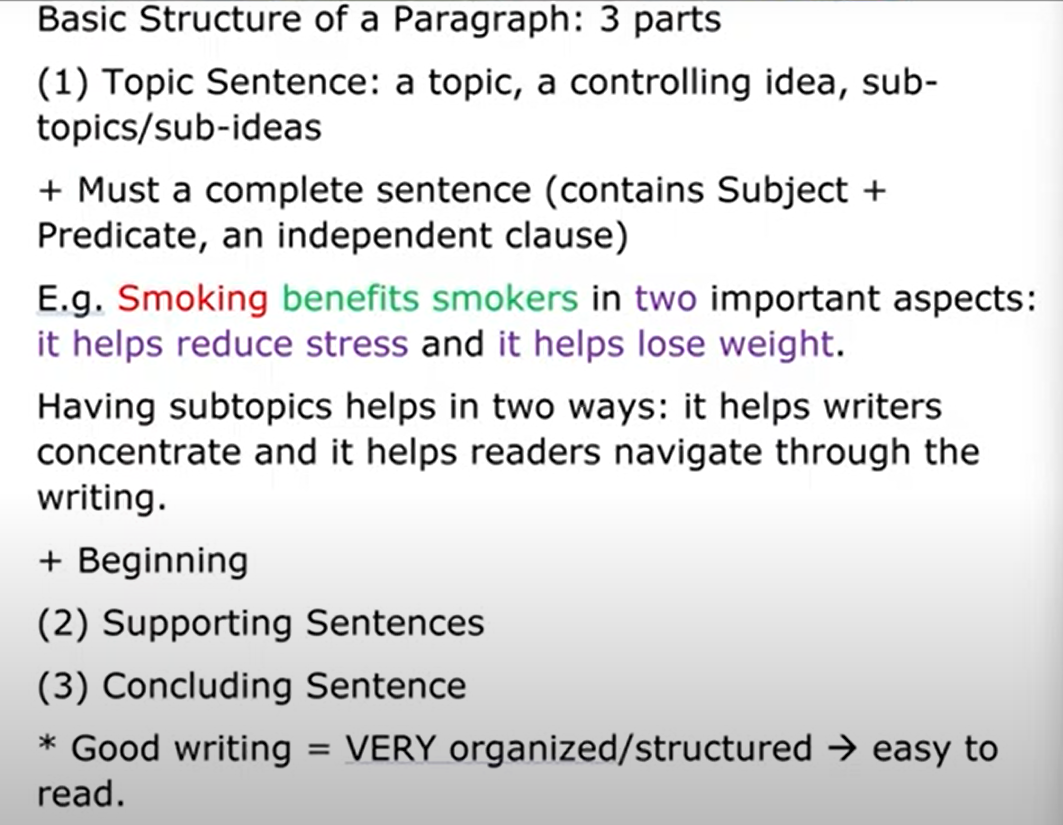 Basic Structure of a Paragraph: 3 parts
(1) Topic Sentence: a topic, a controlling idea, sub-
topics/sub-ideas
+ Must a complete sentence (contains Subject +
Predicate, an independent clause)
E.g. Smoking benefits smokers in two important aspects:
it helps reduce stress and it helps lose weight.
Having subtopics helps in two ways: it helps writers
concentrate and it helps readers navigate through the
writing.
+ Beginning
(2) Supporting Sentences
(3) Concluding Sentence
* Good writing = VERY organized/structured → easy to
read.